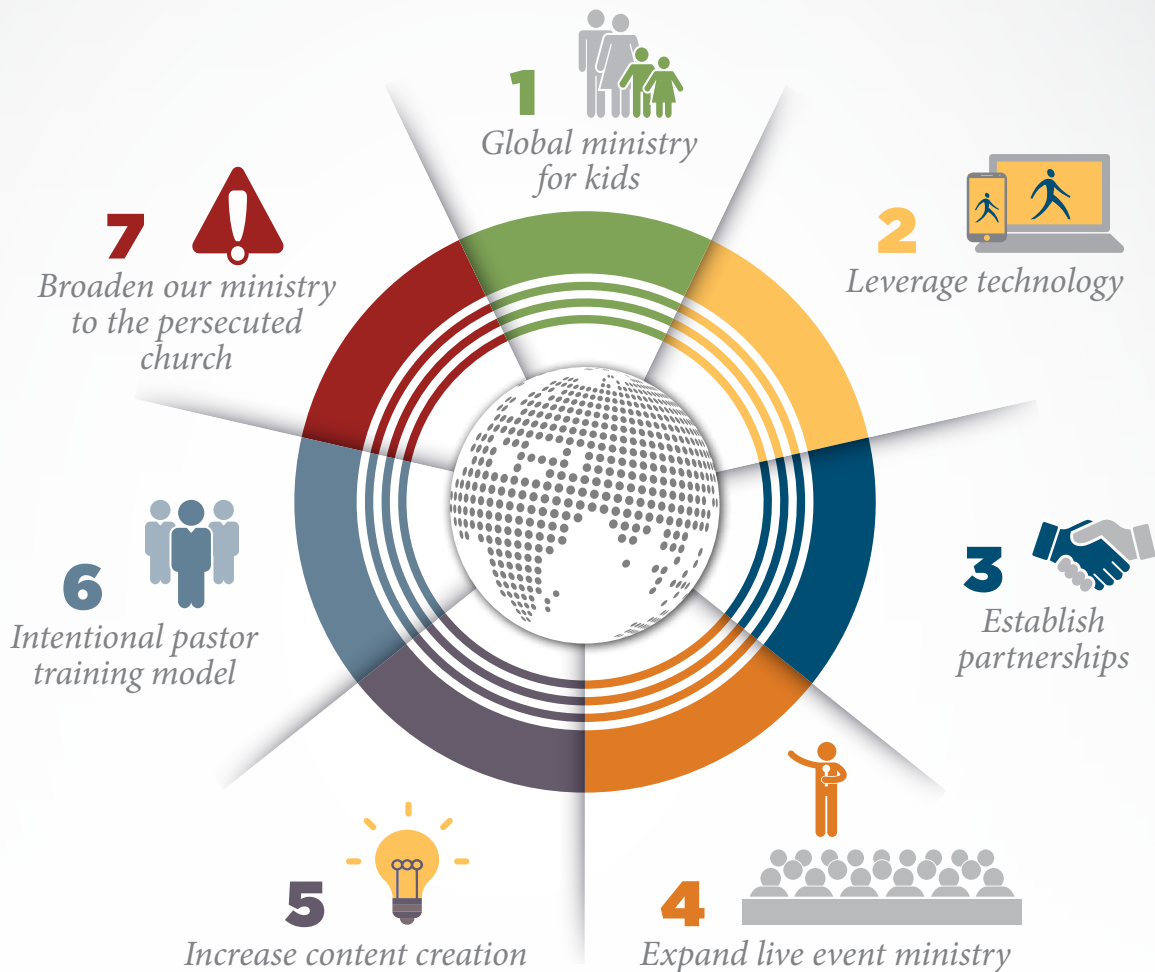 1
Global ministry
for kids
2
Leverage technology
3
Establish
partnerships
4
Expand live event ministry
5
Increase content creation
6
Intentional pastor
training model
7
Broaden our ministry
to the persecuted
church